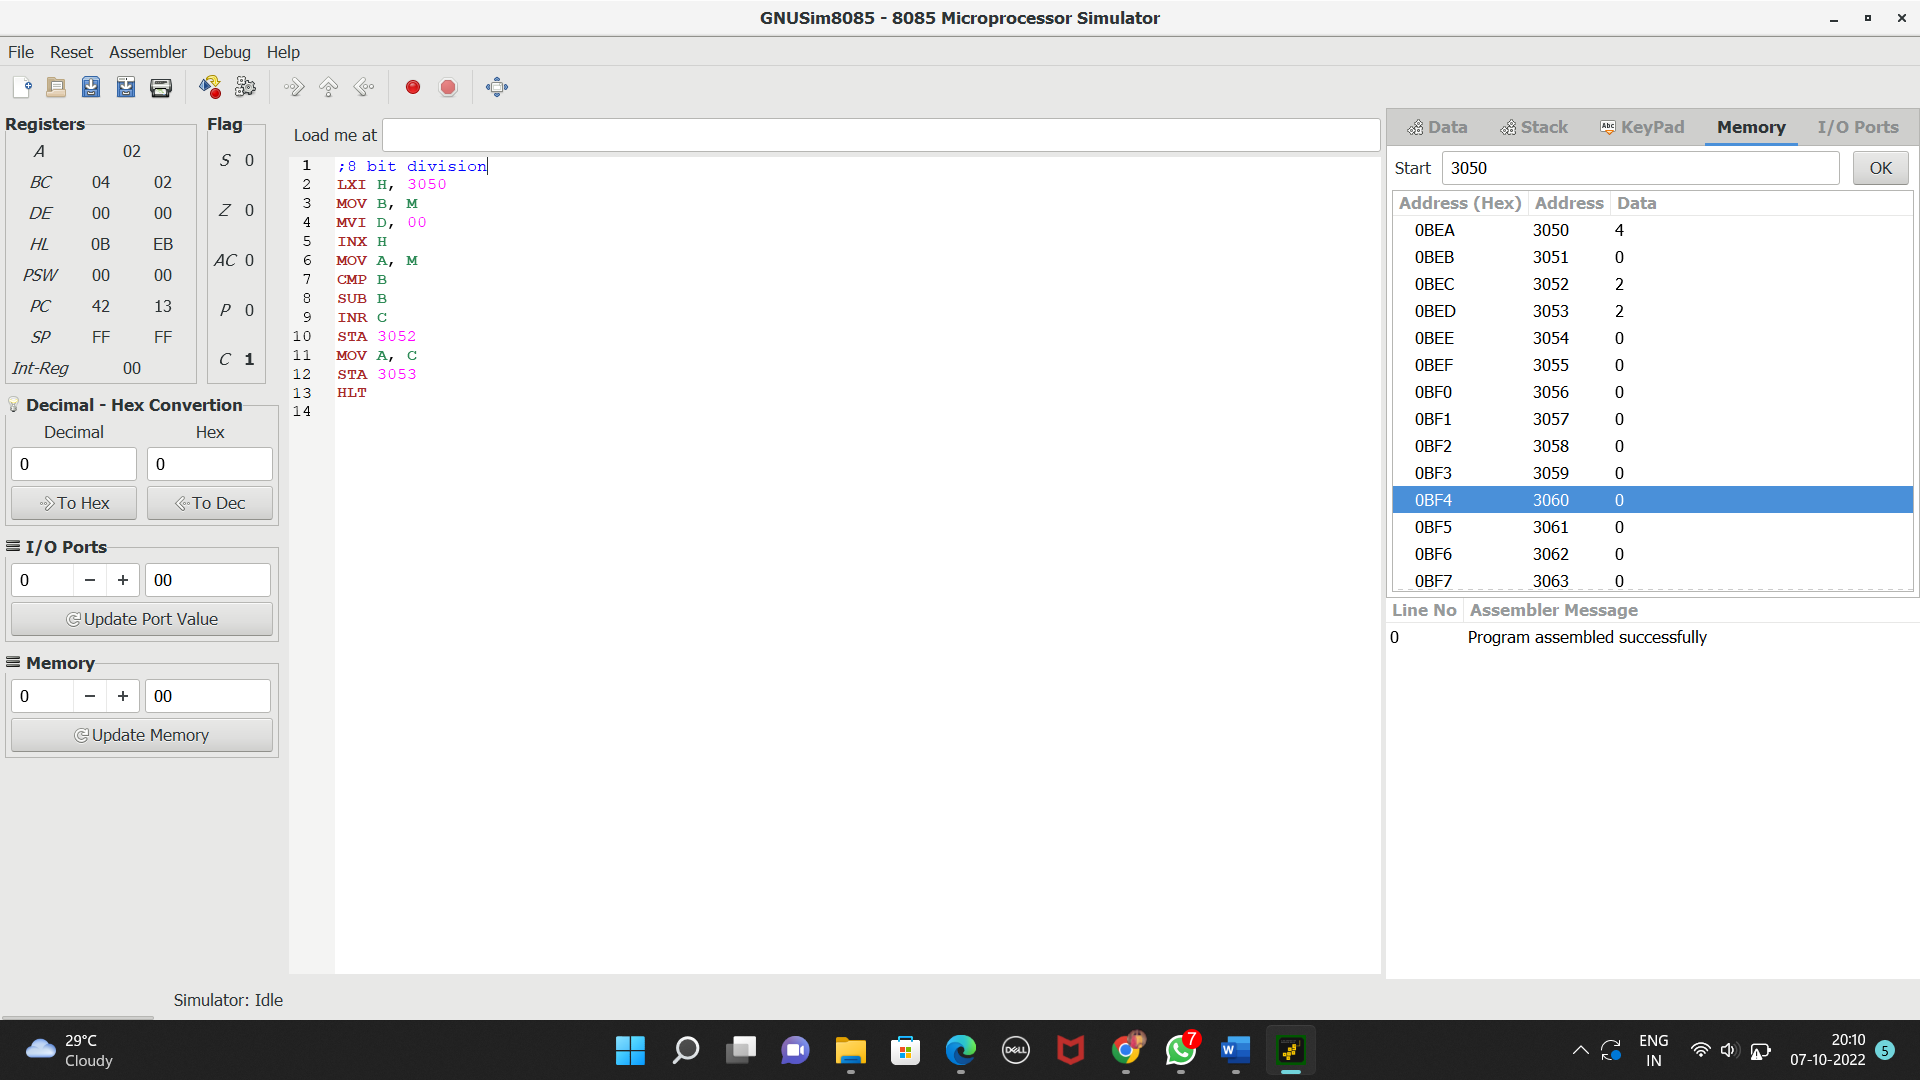 GNUSim8085 - 8085 Microprocessor Simulator
File Reset Assembler Debug Help
Registers
A 02
BC 04 02
DE 00 00
HL 0B EB
PSW 00 00
PC 42 13
SP FF FF
Int-Reg 00
Flag
S 0
Z 0
AC 0
P 0
C 1
Decimal - Hex Convertion
Decimal Hex
0 0
To Hex To Dec
I/O Ports
0 − + 00
Update Port Value
Memory
0 − + 00
Update Memory
Load me at
1 ;8 bit division
2 LXI H, 3050
3 MOV B, M
4 MVI D, 00
5 INX H
6 MOV A, M
7 CMP B
8 SUB B
9 INR C
10 STA 3052
11 MOV A, C
12 STA 3053
13 HLT
14
Data Stack Abc KeyPad Memory I/O Ports
Start 3050 OK
Address (Hex) Address Data
0BEA 3050 4
0BEB 3051 0
0BEC 3052 2
0BED 3053 2
0BEE 3054 0
0BEF 3055 0
0BF0 3056 0
0BF1 3057 0
0BF2 3058 0
0BF3 3059 0
0BF4 3060 0
0BF5 3061 0
0BF6 3062 0
0BF7 3063 0
Line No Assembler Message
0 Program assembled successfully
Simulator: Idle
29°C
Cloudy
DELL
7
W
ENG
IN
20:10
07-10-2022
5